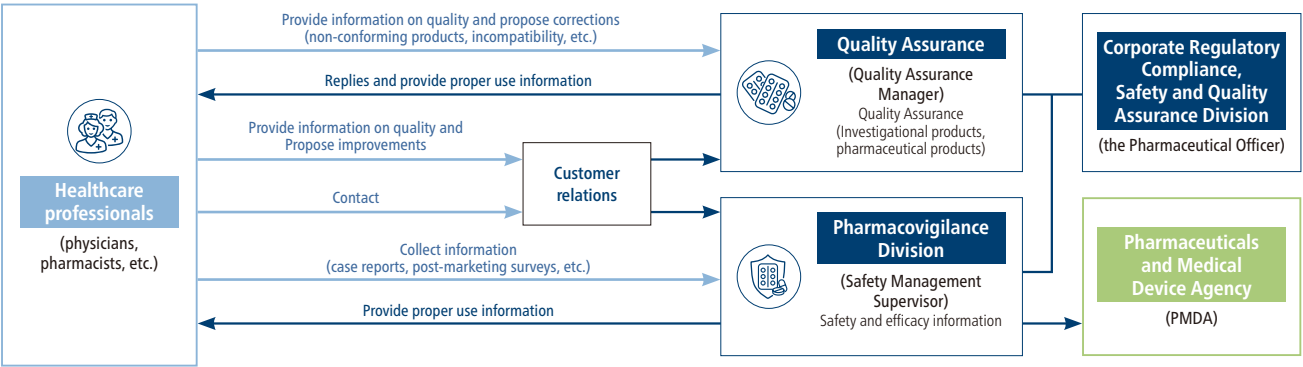 Healthcare
professionals
(physicians,
pharmacists, etc.)
Provide information on quality and propose corrections
(non-conforming products, incompatibility, etc.)
Replies and provide proper use information
Provide information on quality and
Propose improvements
Contact
Collect information
(case reports, post-marketing surveys, etc.)
Provide proper use information
Customer
relations
Quality Assurance
(Quality Assurance
Manager)
Quality Assurance
(Investigational products,
pharmaceutical products)
Pharmacovigilance
Division
(Safety Management
Supervisor)
Safety and efficacy information
Corporate Regulatory
Compliance,
Safety and Quality
Assurance Division
(the Pharmaceutical Officer)
Pharmaceuticals
and Medical
Device Agency
(PMDA)